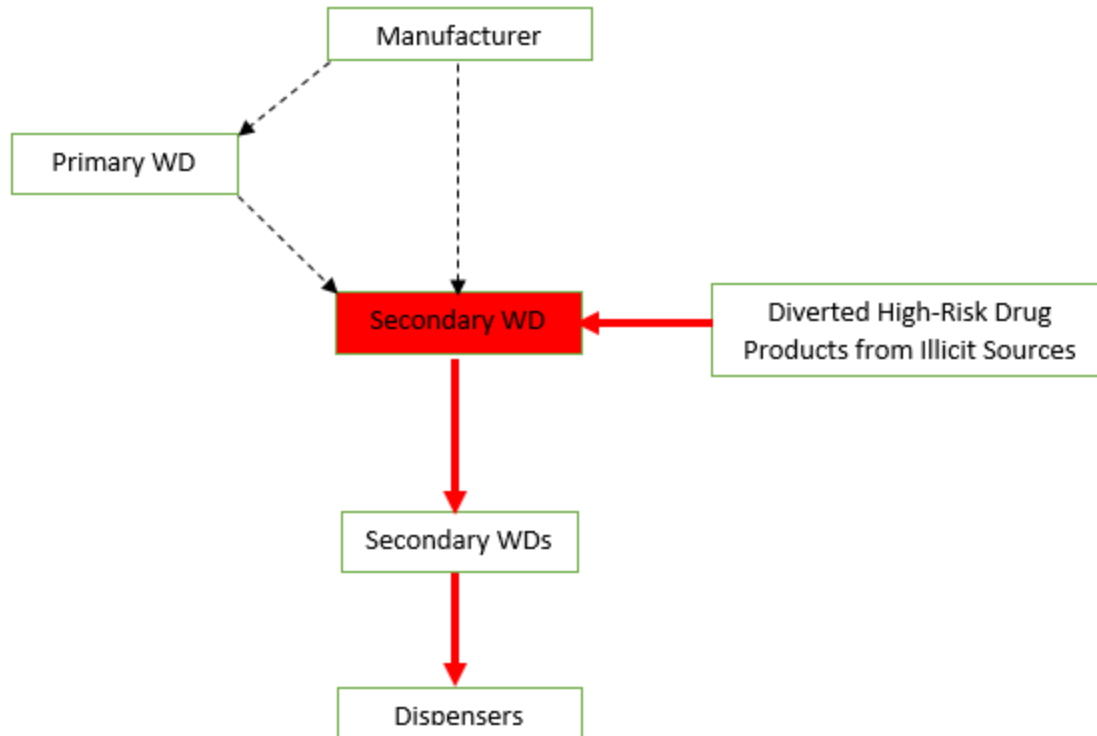 Manufacturer
Primary WD
Secondary WD
Diverted High-Risk Drug
Products from Illicit Sources
Secondary WDs
Dispensers